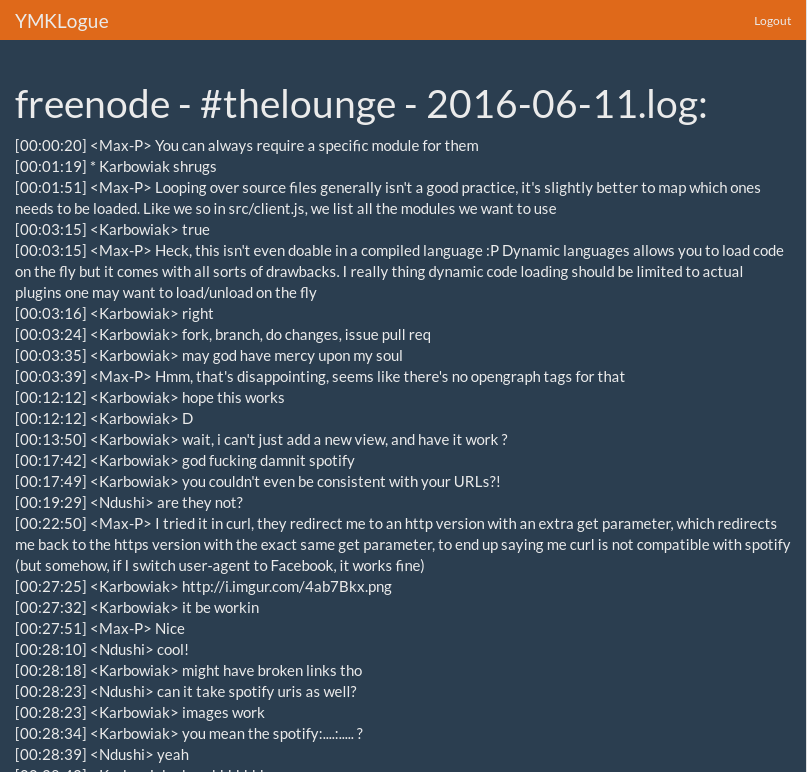 YMKLogue
Logout
freenode - #thelounge - 2016-06-11.log:
[00:00:20] <Max-P> You can always require a specific module for them
[00:01:19] * Karbowiak shrugs
[00:01:51] <Max-P> Looping over source files generally isn't a good practice, it's slightly better to map which ones
needs to be loaded. Like we so in src/client.js, we list all the modules we want to use
[00:03:15] <Karbowiak> true
[00:03:15] <Max-P> Heck, this isn't even doable in a compiled language :P Dynamic languages allows you to load code
on the fly but it comes with all sorts of drawbacks. I really thing dynamic code loading should be limited to actual
plugins one may want to load/unload on the fly
[00:03:16] <Karbowiak> right
[00:03:24] <Karbowiak> fork, branch, do changes, issue pull req
[00:03:35] <Karbowiak> may god have mercy upon my soul
[00:03:39] <Max-P> Hmm, that's disappointing, seems like there's no opengraph tags for that
[00:12:12] <Karbowiak> hope this works
[00:12:12] <Karbowiak> D
[00:13:50] <Karbowiak> wait, i can't just add a new view, and have it work ?
[00:17:42] <Karbowiak> god fucking damnit spotify
[00:17:49] <Karbowiak> you couldn't even be consistent with your URLs?!
[00:19:29] <Ndushi> are they not?
[00:22:50] <Max-P> I tried it in curl, they redirect me to an http version with an extra get parameter, which redirects
me back to the https version with the exact same get parameter, to end up saying me curl is not compatible with spotify
(but somehow, if I switch user-agent to Facebook, it works fine)
[00:27:25] <Karbowiak> http://i.imgur.com/4ab7Bkx.png
[00:27:32] <Karbowiak> it be workin
[00:27:51] <Max-P> Nice
[00:28:10] <Ndushi> cool!
[00:28:18] <Karbowiak> might have broken links tho
[00:28:23] <Ndushi> can it take spotify uris as well?
[00:28:23] <Karbowiak> images work
[00:28:34] <Karbowiak> you mean the spotify:....:..... ?
[00:28:39] <Ndushi> yeah